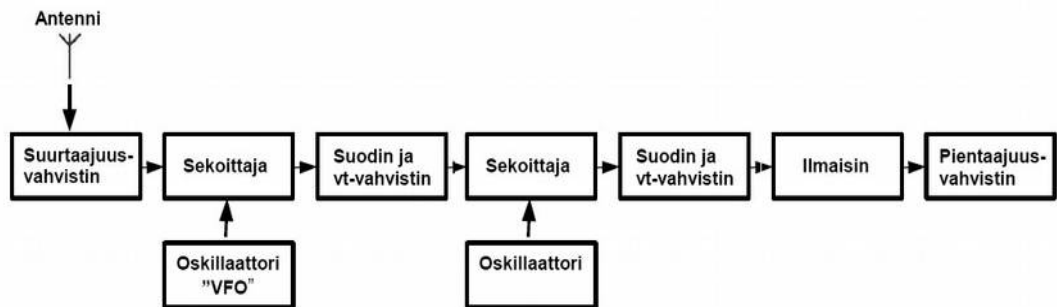 Antenni
Suurtaajuus-
vahvistin
Sekoittaja
Suodin ja
vt-vahvistin
Sekoittaja
Suodin ja
vt-vahvistin
Ilmaisin
Pientaajuus-
vahvistin
Oskillaattori
"VFO"
Oskillaattori